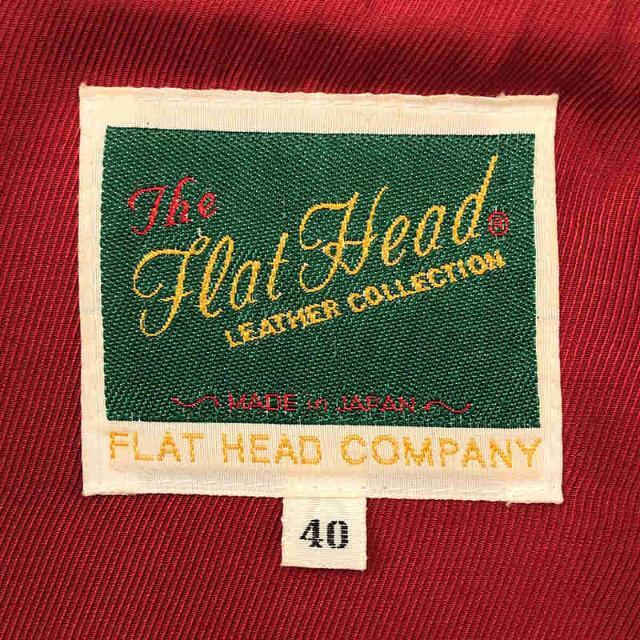 The
Flat Head®
LEATHER COLLECTION
MADE in JAPAN
FLAT HEAD COMPANY
40